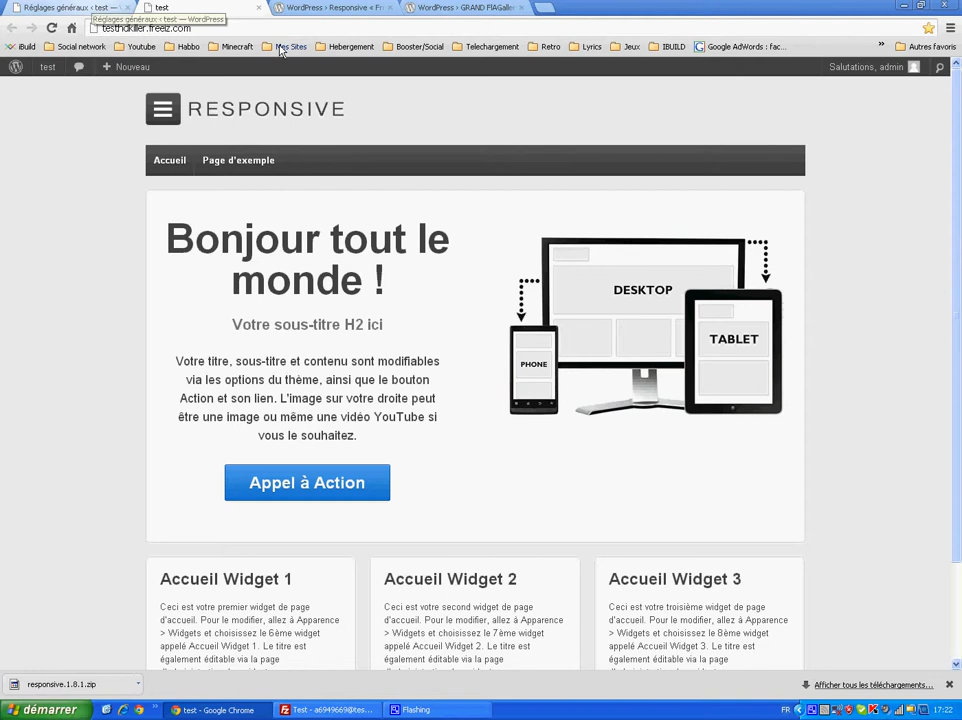 Réglages généraux ‹ test —
test
WordPress › Responsive « Fr
WordPress › GRAND FlAGalle
Réglages généraux ‹ test — WordPress
testhdkiller.freeiz.com
iBuild
Social network
Youtube
Habbo
Minecraft
Mes Sites
Hebergement
Booster/Social
Telechargement
Retro
Lyrics
Jeux
IBUILD
Google AdWords : fac...
»
Autres favoris
test
+ Nouveau
Salutations, admin
RESPONSIVE
Accueil
Page d'exemple
Bonjour tout le
monde !
Votre sous-titre H2 ici
Votre titre, sous-titre et contenu sont modifiables
via les options du thème, ainsi que le bouton
Action et son lien. L'image sur votre droite peut
être une image ou même une vidéo YouTube si
vous le souhaitez.
Appel à Action
DESKTOP
TABLET
PHONE
Accueil Widget 1
Ceci est votre premier widget de page
d'accueil. Pour le modifier, allez à Apparence
> Widgets et choisissez le 6ème widget
appelé Accueil Widget 1. Le titre est
également éditable via la page
Accueil Widget 2
Ceci est votre second widget de page
d'accueil. Pour le modifier, allez à Apparence
> Widgets et choisissez le 7ème widget
appelé Accueil Widget 2. Le titre est
également éditable via la page
Accueil Widget 3
Ceci est votre troisième widget de page
d'accueil. Pour le modifier, allez à Apparence
> Widgets et choisissez le 8ème widget
appelé Accueil Widget 3. Le titre est
également éditable via la page
responsive.1.8.1.zip
Afficher tous les téléchargements...
démarrer
»
test - Google Chrome
Test - a6949669@tes...
Flashing
FR
17:22